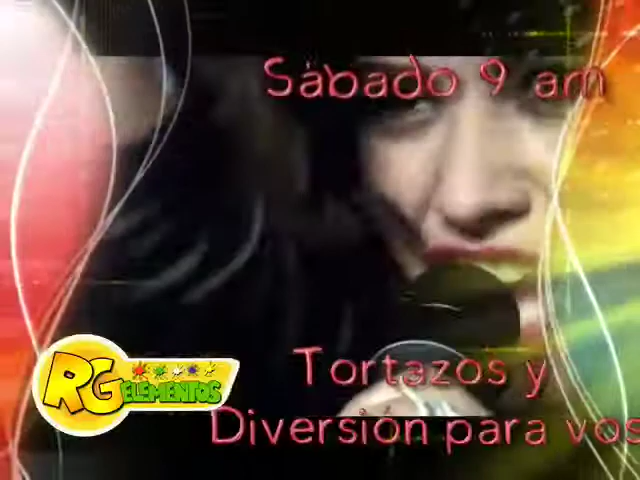 Sábado 9 am
RG ELEMENTOS
Tortazos y
Diversión para vos